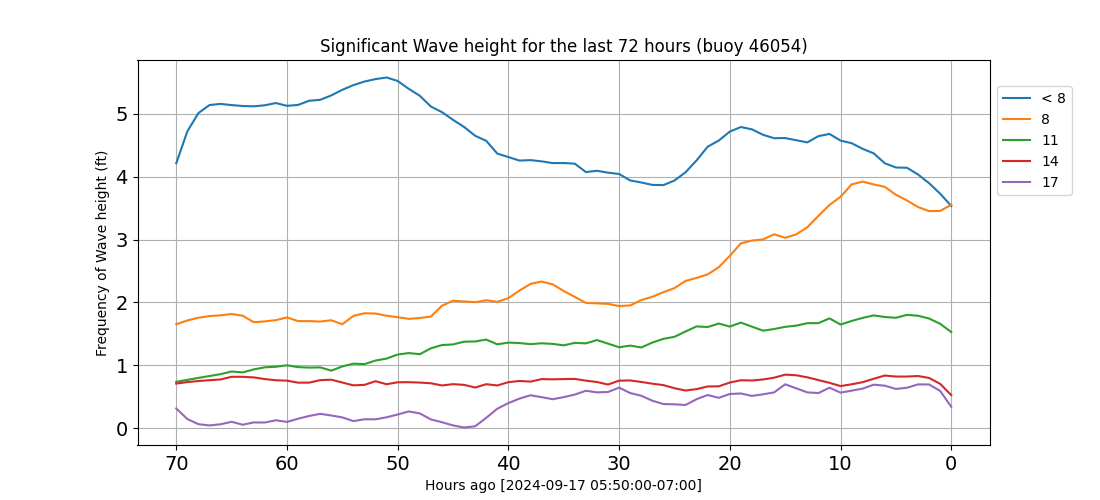 Significant Wave height for the last 72 hours (buoy 46054)
Frequency of Wave height (ft)
5
4
3
2
1
0
70 60 50 40 30 20 10 0
Hours ago [2024-09-17 05:50:00-07:00]
< 8
8
11
14
17